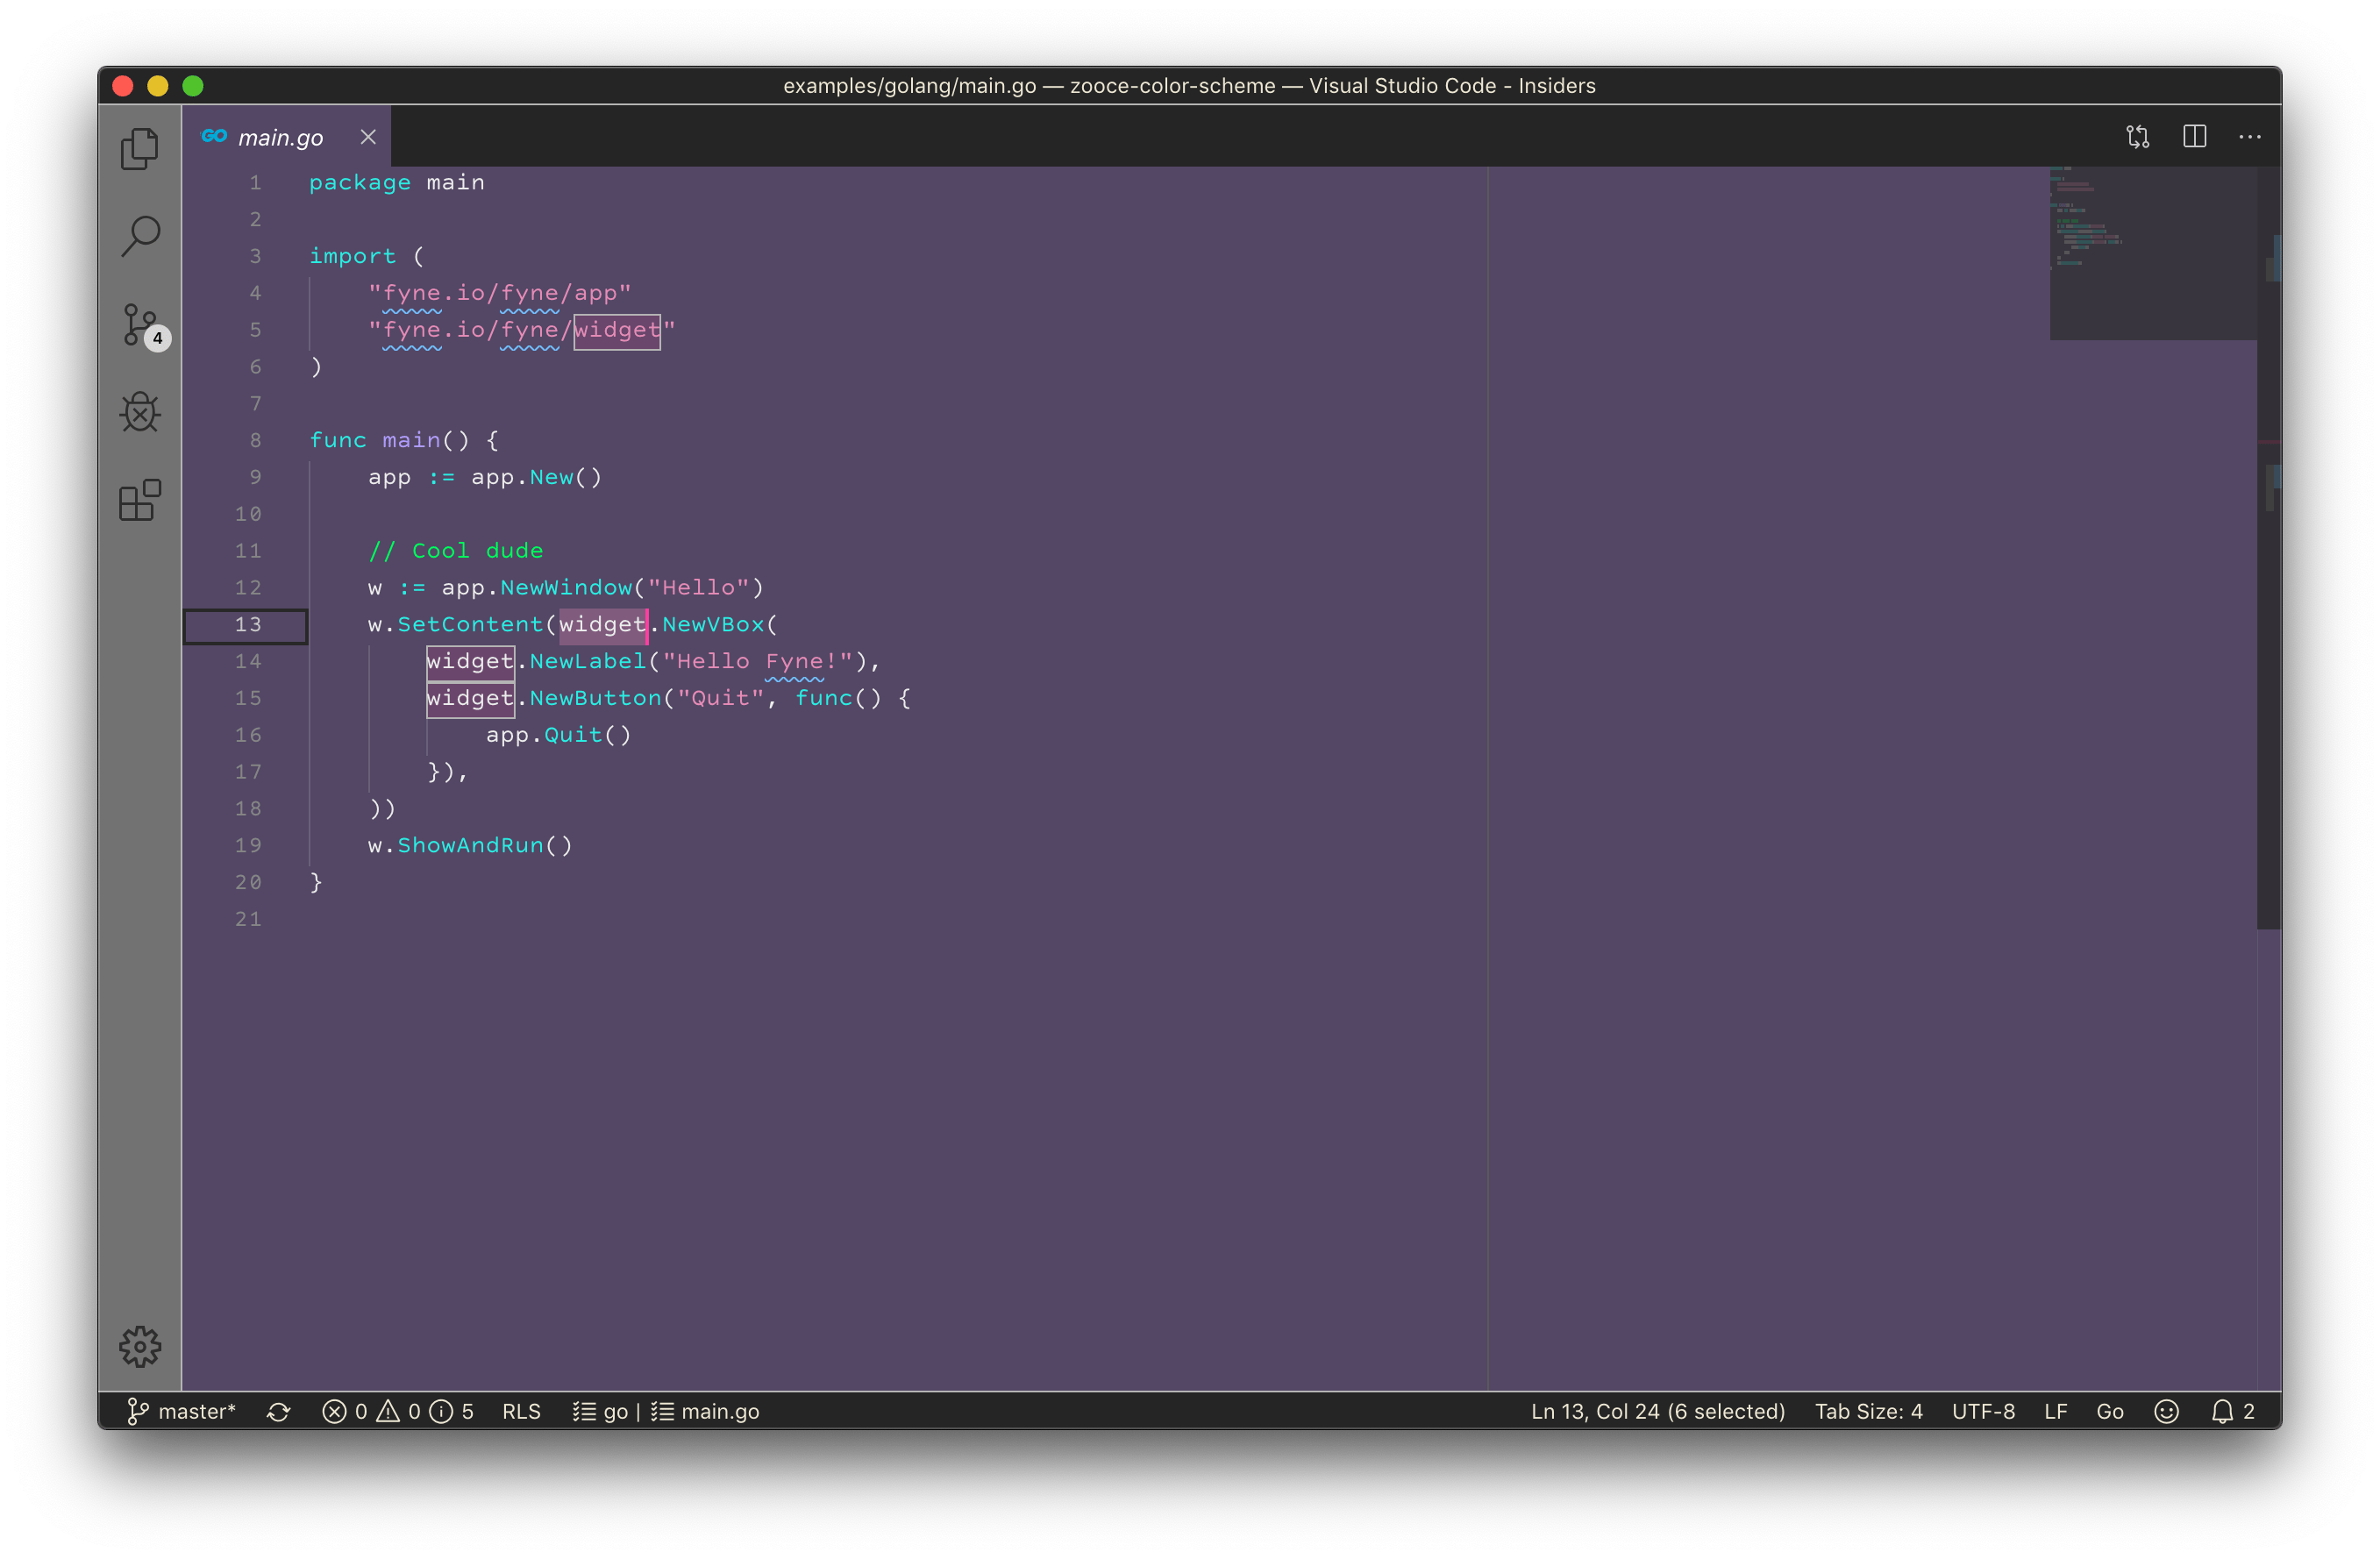 examples/golang/main.go — zooce-color-scheme — Visual Studio Code - Insiders
GO main.go
1 package main
2
3 import (
4     "fyne.io/fyne/app"
5     "fyne.io/fyne/widget"
6 )
7
8 func main() {
9     app := app.New()
10
11     // Cool dude
12     w := app.NewWindow("Hello")
13     w.SetContent(widget.NewVBox(
14         widget.NewLabel("Hello Fyne!"),
15         widget.NewButton("Quit", func() {
16             app.Quit()
17         }),
18     ))
19     w.ShowAndRun()
20 }
21
4
master* 0 0 5 RLS go | main.go Ln 13, Col 24 (6 selected) Tab Size: 4 UTF-8 LF Go 2